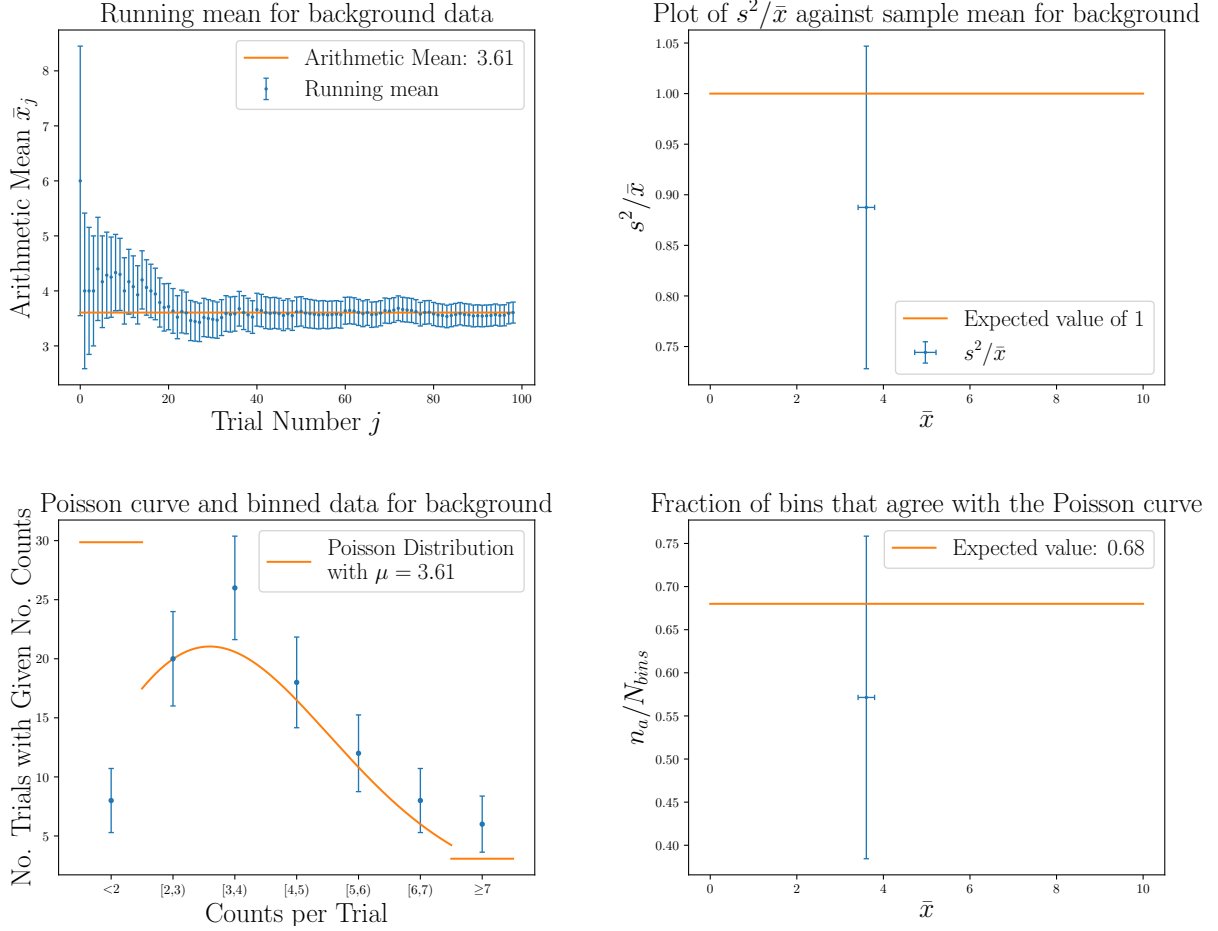 Running mean for background data
Arithmetic Mean x̄_j
8
7
6
5
4
3
Arithmetic Mean: 3.61
Running mean
0
20
40
60
80
100
Trial Number j
Plot of s²/x̄ against sample mean for background
s²/x̄
1.05
1.00
0.95
0.90
0.85
0.80
0.75
Expected value of 1
s²/x̄
0
2
4
6
8
10
x̄
Poisson curve and binned data for background
No. Trials with Given No. Counts
30
25
20
15
10
5
Poisson Distribution
with μ = 3.61
<2
[2,3)
[3,4)
[4,5)
[5,6)
[6,7)
≥7
Counts per Trial
Fraction of bins that agree with the Poisson curve
n_a/N_bins
0.75
0.70
0.65
0.60
0.55
0.50
0.45
0.40
Expected value: 0.68
0
2
4
6
8
10
x̄